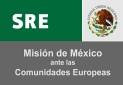 SRE
Misión de México
ante las
Comunidades Europeas